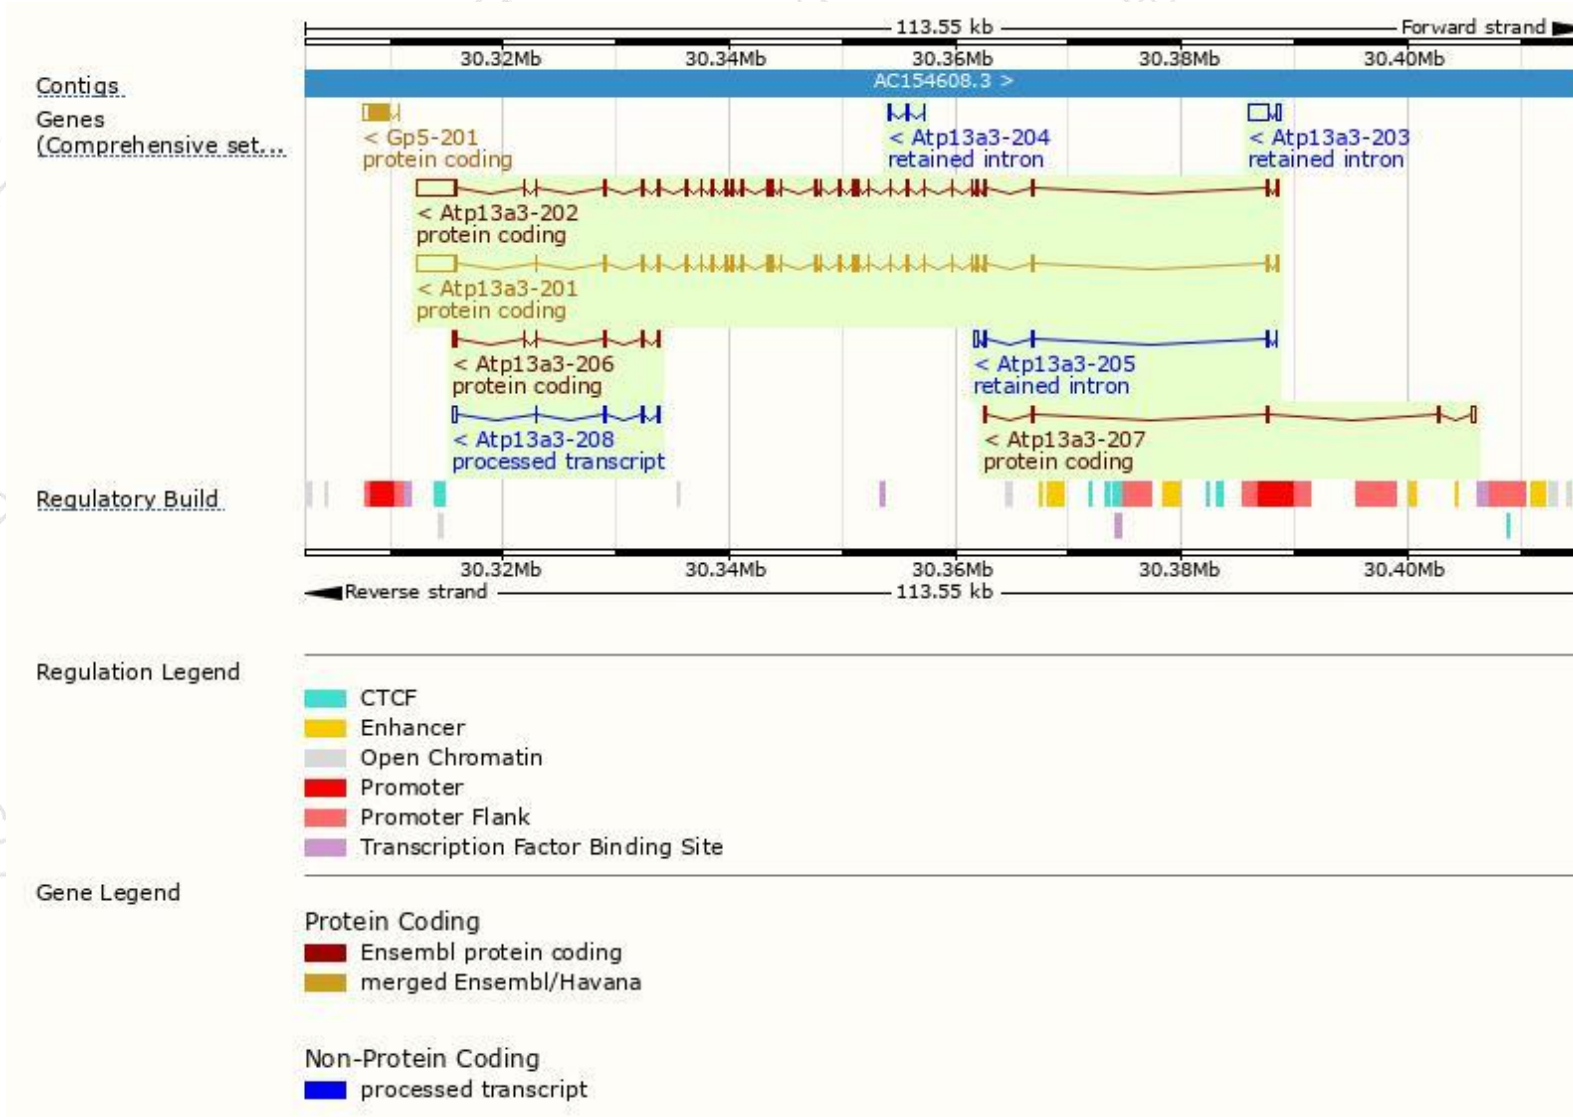 113.55 kb Forward strand
30.32Mb 30.34Mb 30.36Mb 30.38Mb 30.40Mb
Contigs AC154608.3 >
Genes
(Comprehensive set...
< Gp5-201 < Atp13a3-204 < Atp13a3-203
protein coding retained intron retained intron
< Atp13a3-202
protein coding
< Atp13a3-201
protein coding
< Atp13a3-206 < Atp13a3-205
protein coding retained intron
< Atp13a3-208 < Atp13a3-207
processed transcript protein coding
Regulatory Build
30.32Mb 30.34Mb 30.36Mb 30.38Mb 30.40Mb
Reverse strand 113.55 kb
Regulation Legend
CTCF
Enhancer
Open Chromatin
Promoter
Promoter Flank
Transcription Factor Binding Site
Gene Legend
Protein Coding
Ensembl protein coding
merged Ensembl/Havana
Non-Protein Coding
processed transcript